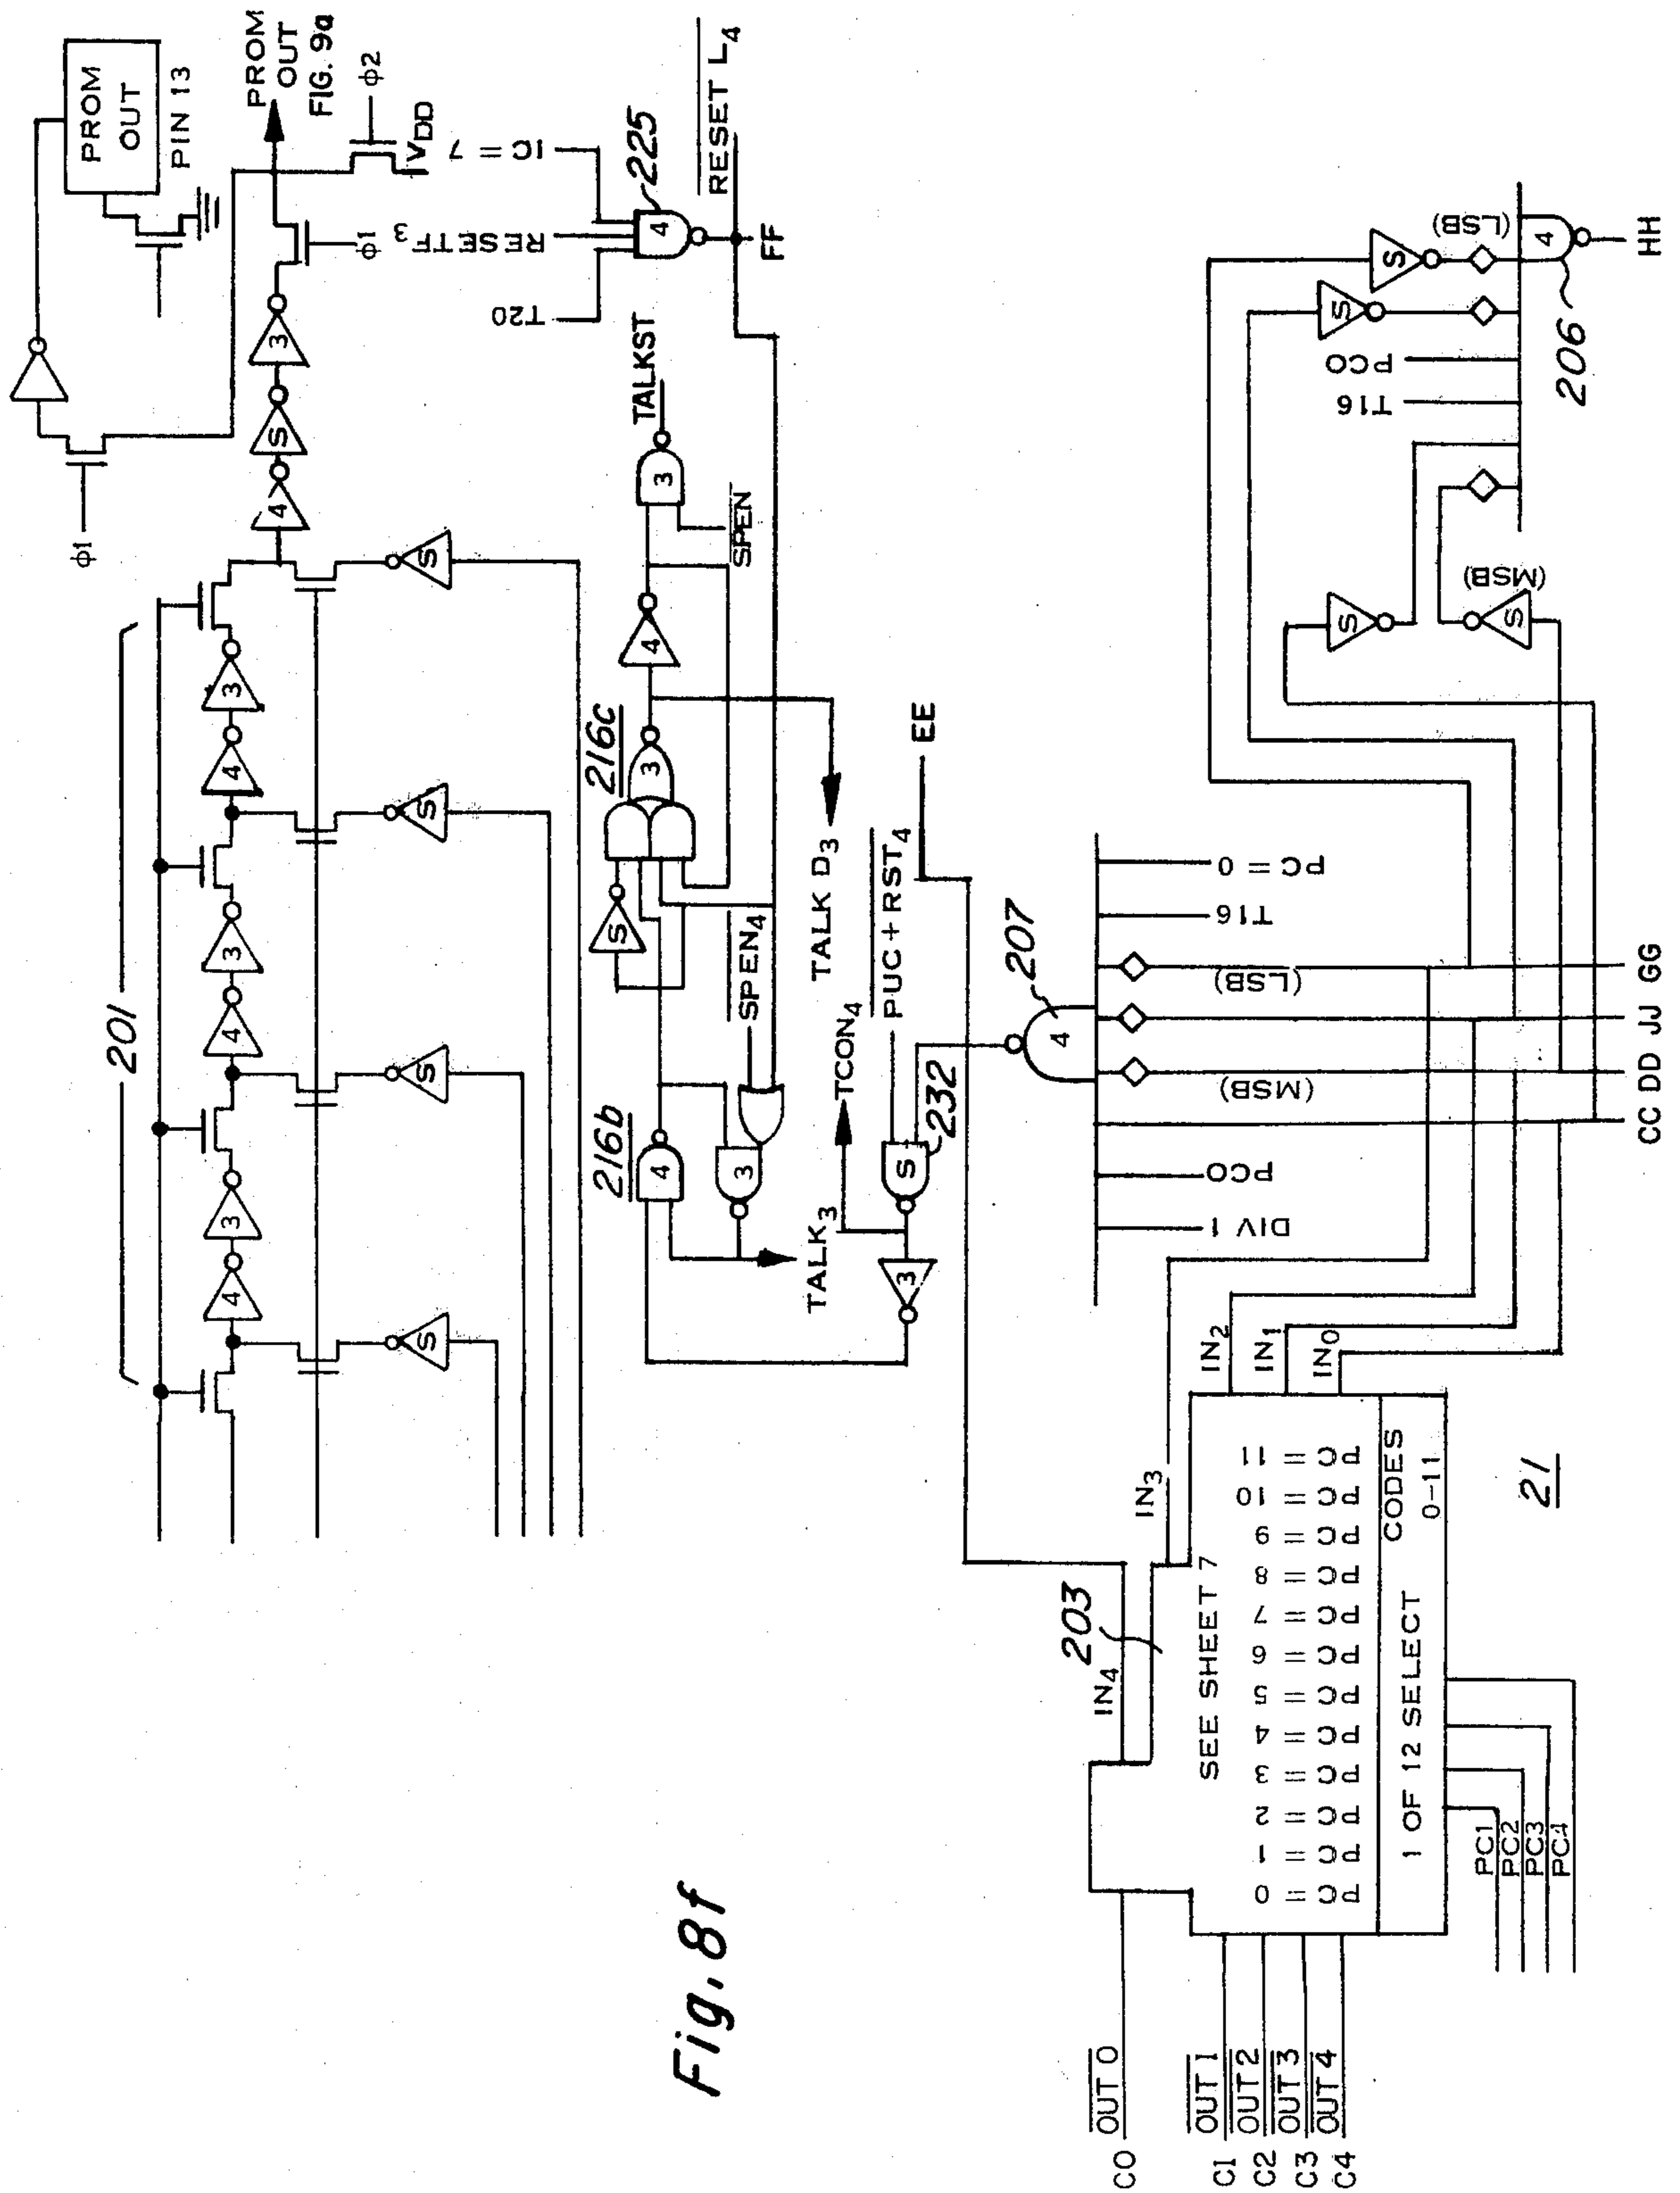 PROM
OUT
PIN 13
PROM
OUT
FIG. 9a
φ1
φ2
VDD
φ1
201
4
3
4
3
4
3
4
S
3
S
S
S
S
IC = 7
RESETF3
T20
4
225
RESET L4
FF
TALKST
3
SPEN
4
216c
3
S
TALK D3
SPEN4
216b
4
3
TALK3
TCON4
PUC+RST4
EE
S
232
3
207
4
PC = 0
T16
(LSB)
(MSB)
PCO
DIV 1
GG
JJ
DD
CC
S
(LSB)
S
PCO
T16
4
206
HH
S
(MSB)
S
203
IN4
IN3
IN2
IN1
IN0
SEE SHEET 7
PC = 0
PC = 1
PC = 2
PC = 3
PC = 4
PC = 5
PC = 6
PC = 7
PC = 8
PC = 9
PC = 10
PC = 11
1 OF 12 SELECT CODES
0-11
21
PC1
PC2
PC3
PC4
OUT 0
C0
OUT 1
C1
OUT 2
C2
OUT 3
C3
OUT 4
C4
Fig. 8f